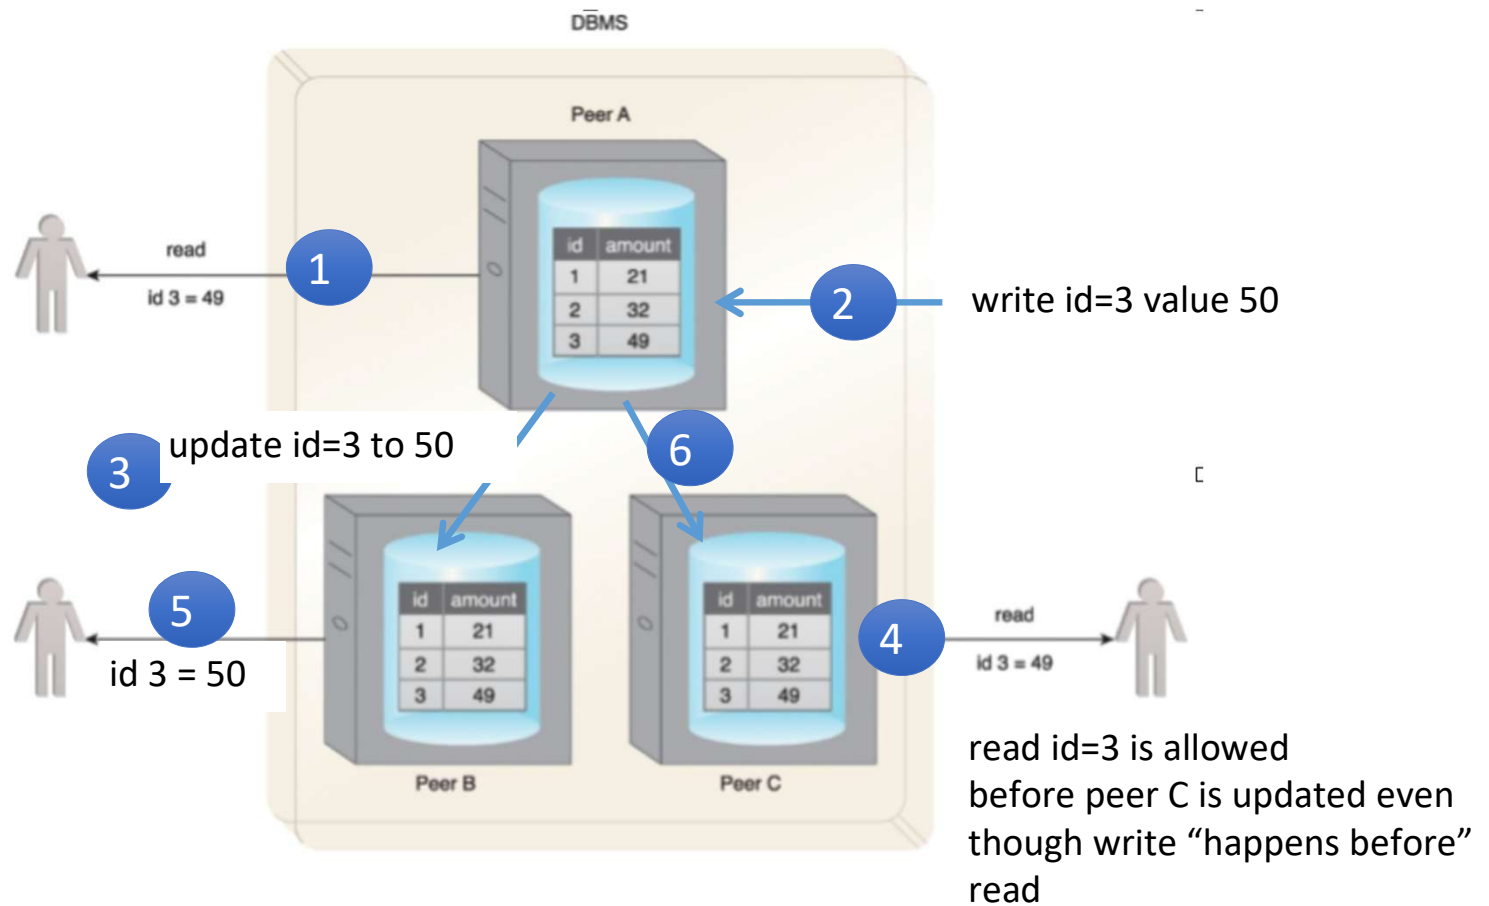 DBMS
Peer A
id amount
1 21
2 32
3 49
read
1
id 3 = 49
2
write id=3 value 50
3
update id=3 to 50
6
5
id 3 = 50
id amount
1 21
2 32
3 49
Peer B
id amount
1 21
2 32
3 49
Peer C
4
read
id 3 = 49
read id=3 is allowed
before peer C is updated even
though write “happens before”
read